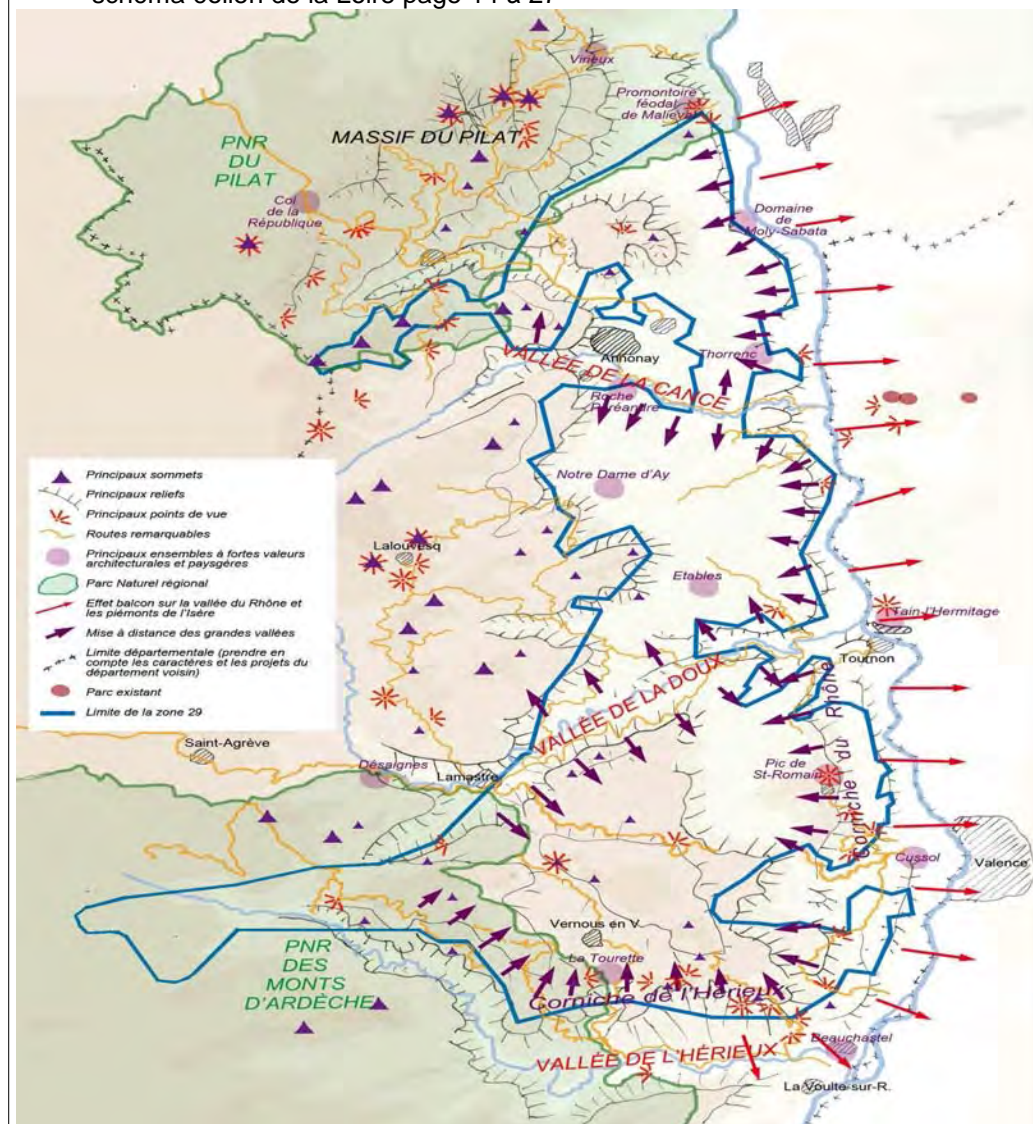 schéma éolien de la Loire page 14 à 27
Virieux
Promontoire
féodal
de Malleval
MASSIF DU PILAT
PNR
DU
PILAT
Col
de la
République
Domaine
de
Moly-Sabata
Annonay
Thorrenc
VALLÉE DE LA CANCE
Roche
Péréandre
Notre Dame d'Ay
Lalouvesq
Etables
Tain-l'Hermitage
Tournon
VALLÉE DE LA DOUX
Principaux sommets
Principaux reliefs
Principaux points de vue
Routes remarquables
Principaux ensembles à fortes valeurs
architecturales et paysgères
Parc Naturel régional
Effet balcon sur la vallée du Rhône et
les piémonts de l'Isère
Mise à distance des grandes vallées
Limite départementale (prendre en
compte les caractères et les projets du
département voisin)
Parc existant
Limite de la zone 29
Saint-Agrève
Désaignes
Lamastre
Pic de
St-Romain
Corniche du Rhône
Cussol
Valence
Vernous en V.
La Tourette
PNR
DES
MONTS
D'ARDÈCHE
Corniche de l'Hérieux
VALLÉE DE L'HÉRIEUX
Beauchastel
La Voulte-sur-R.